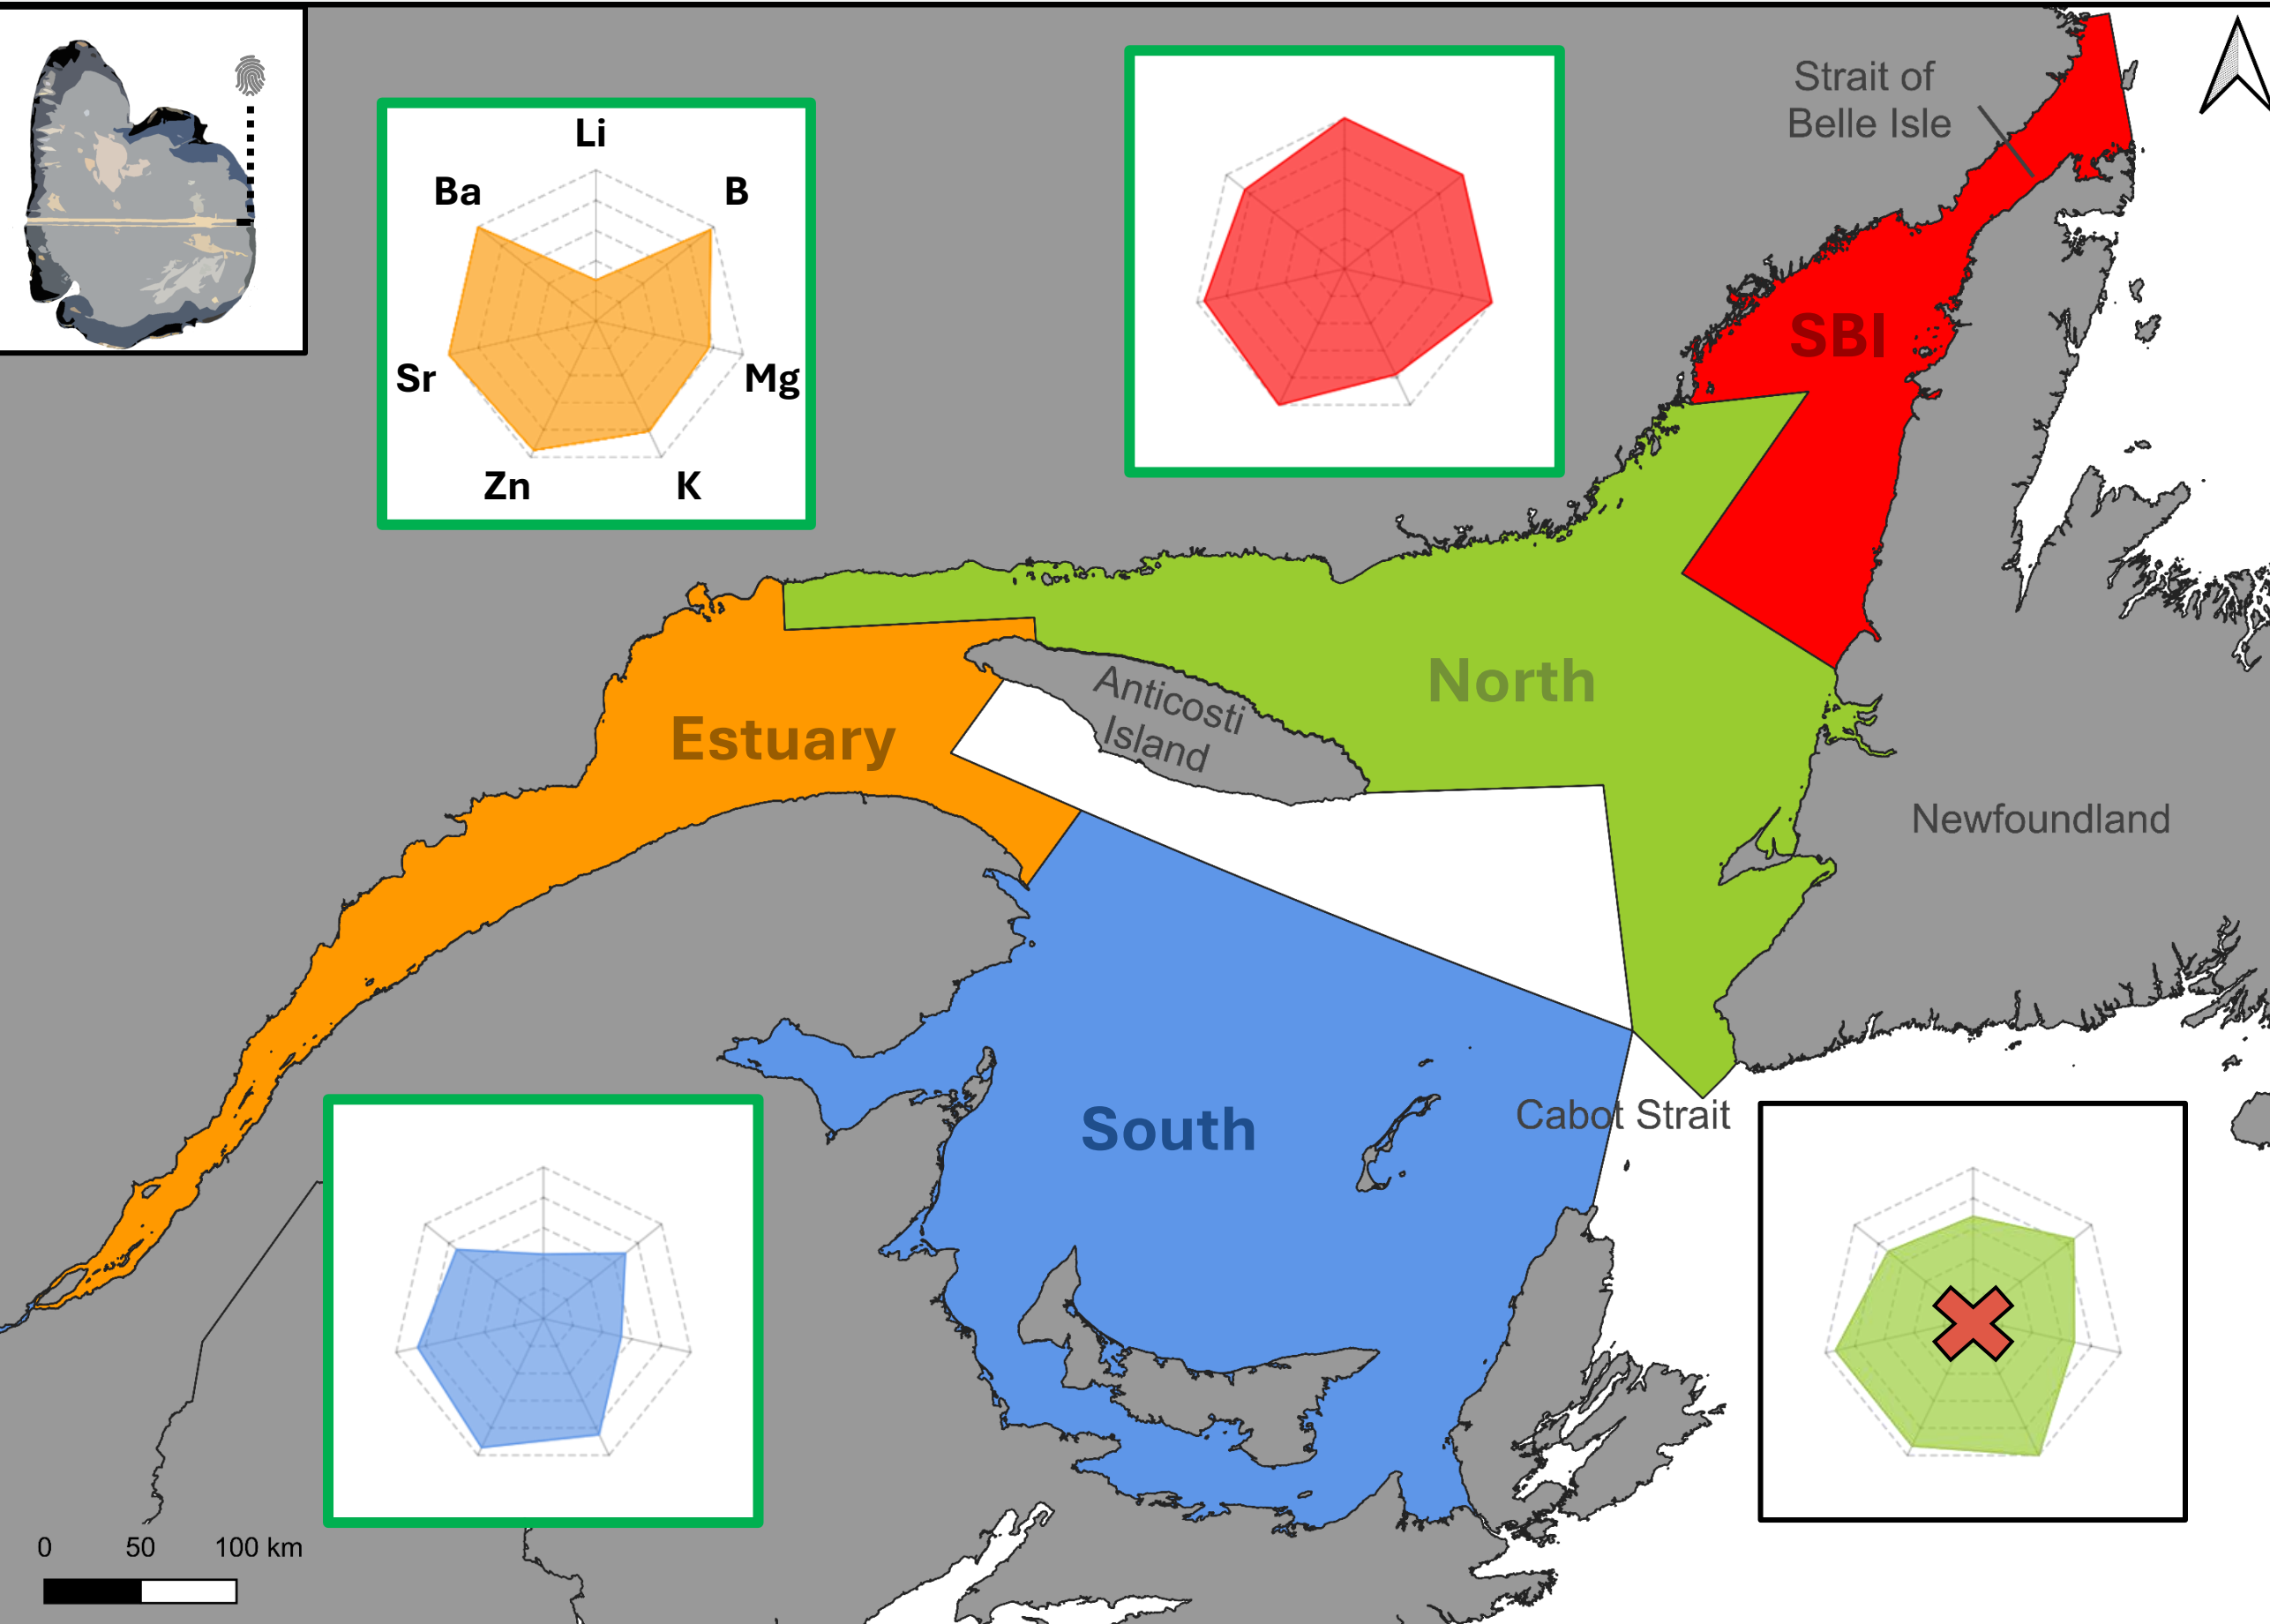 Li
Ba
B
Sr
Mg
Zn
K
Strait of
Belle Isle
SBI
North
Anticosti
Island
Estuary
Newfoundland
South
Cabot Strait
0 50 100 km